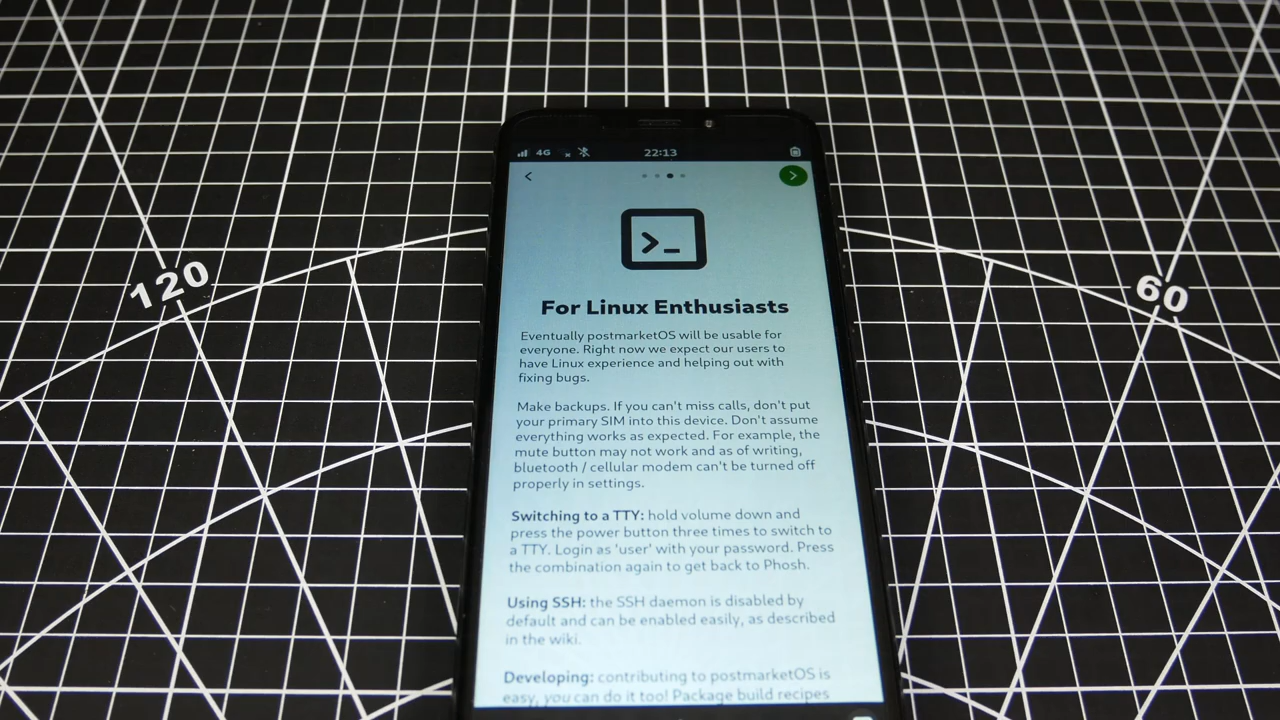 4G
22:13
>_
For Linux Enthusiasts
Eventually postmarketOS will be usable for
everyone. Right now we expect our users to
have Linux experience and helping out with
fixing bugs.
Make backups. If you can't miss calls, don't put
your primary SIM into this device. Don't assume
everything works as expected. For example, the
mute button may not work and as of writing,
bluetooth / cellular modem can't be turned off
properly in settings.
Switching to a TTY: hold volume down and
press the power button three times to switch to
a TTY. Login as 'user' with your password. Press
the combination again to get back to Phosh.
Using SSH: the SSH daemon is disabled by
default and can be enabled easily, as described
in the wiki.
Developing: contributing to postmarketOS is
easy, you can do it too! Package build recipes
120
60